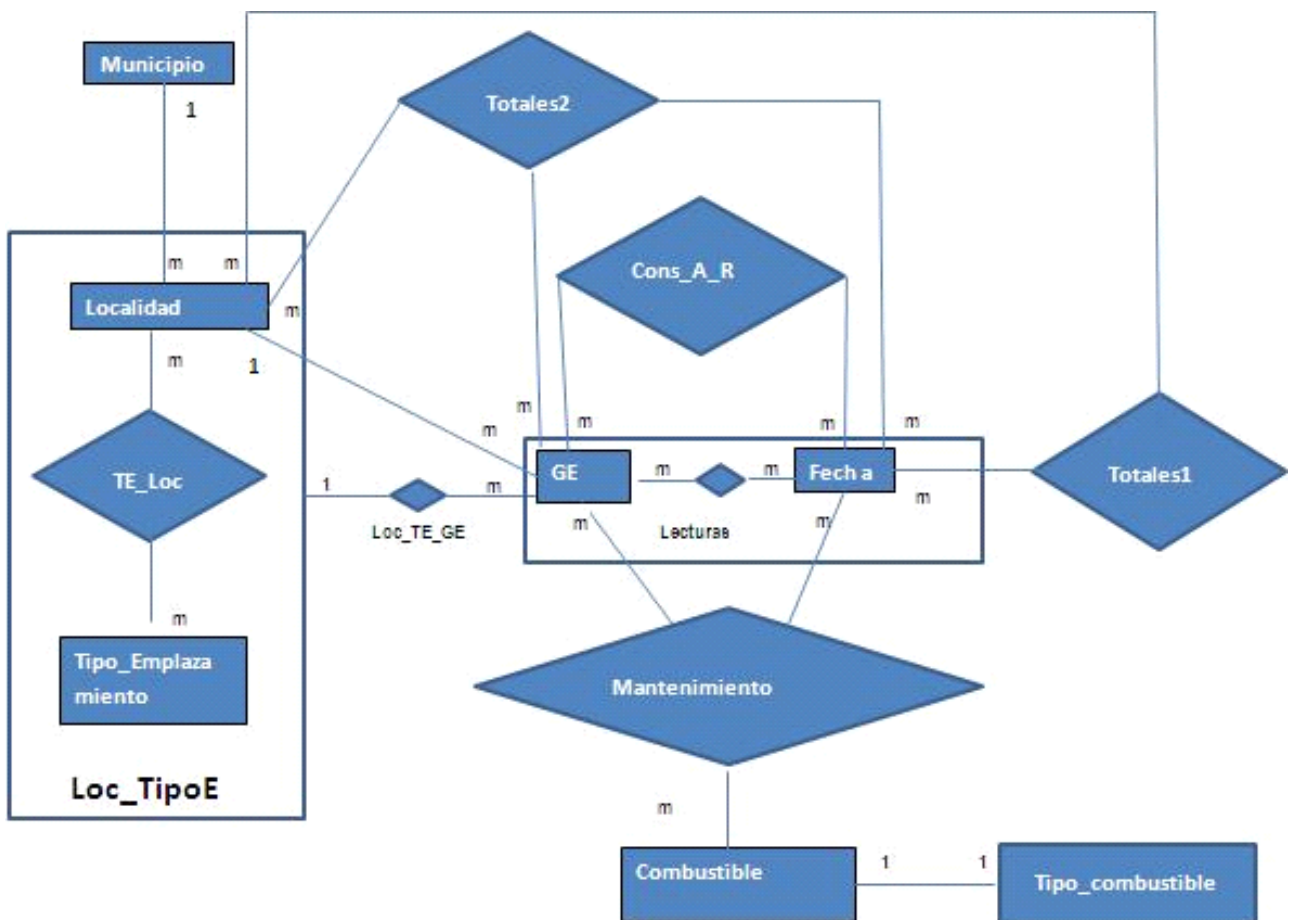 Municipio
1
Totales2
Cons_A_R
m
m
Localidad
m
m
1
m
m
m
m
m
m
TE_Loc
1
m
GE
m
m
Fecha
m
Totales1
Loc_TE_GE
m
Lecturas
m
m
Tipo_Emplaza
miento
Mantenimiento
Loc_TipoE
m
Combustible
1
1
Tipo_combustible